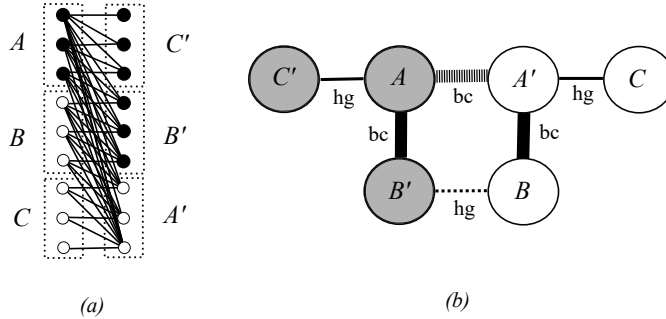 A C'
B B'
C A'
(a)
C' hg A bc A' hg C
bc bc
B' hg B
(b)